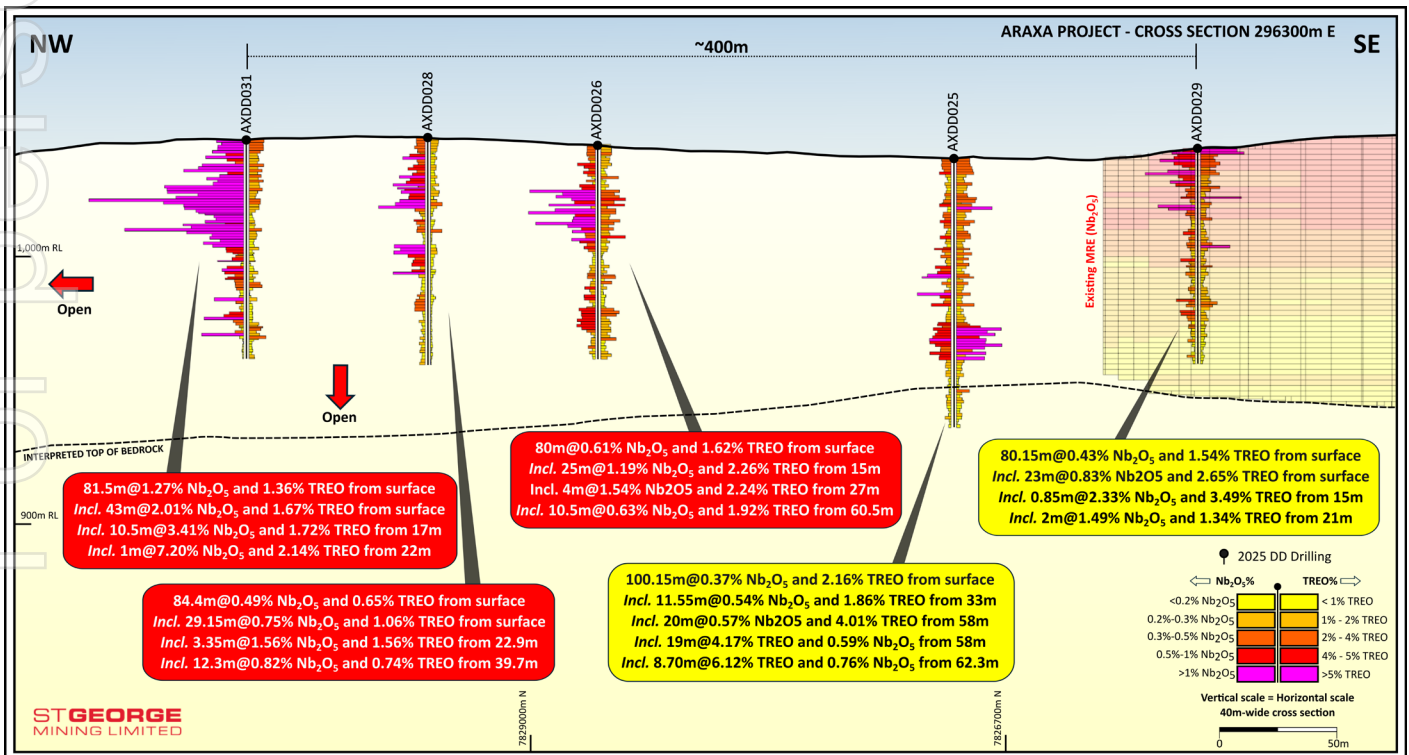 NW
ARAXA PROJECT - CROSS SECTION 296300m E
SE
~400m
AXDD031
AXDD028
AXDD026
AXDD025
AXDD029
1,000m RL
Open
Open
Existing MRE (Nb₂O₅)
INTERPRETED TOP OF BEDROCK
900m RL
81.5m@1.27% Nb₂O₅ and 1.36% TREO from surface
Incl. 43m@2.01% Nb₂O₅ and 1.67% TREO from surface
Incl. 10.5m@3.41% Nb₂O₅ and 1.72% TREO from 17m
Incl. 1m@7.20% Nb₂O₅ and 2.14% TREO from 22m
84.4m@0.49% Nb₂O₅ and 0.65% TREO from surface
Incl. 29.15m@0.75% Nb₂O₅ and 1.06% TREO from surface
Incl. 3.35m@1.56% Nb₂O₅ and 1.56% TREO from 22.9m
Incl. 12.3m@0.82% Nb₂O₅ and 0.74% TREO from 39.7m
80m@0.61% Nb₂O₅ and 1.62% TREO from surface
Incl. 25m@1.19% Nb₂O₅ and 2.26% TREO from 15m
Incl. 4m@1.54% Nb2O5 and 2.24% TREO from 27m
Incl. 10.5m@0.63% Nb₂O₅ and 1.92% TREO from 60.5m
100.15m@0.37% Nb₂O₅ and 2.16% TREO from surface
Incl. 11.55m@0.54% Nb₂O₅ and 1.86% TREO from 33m
Incl. 20m@0.57% Nb2O5 and 4.01% TREO from 58m
Incl. 19m@4.17% TREO and 0.59% Nb₂O₅ from 58m
Incl. 8.70m@6.12% TREO and 0.76% Nb₂O₅ from 62.3m
80.15m@0.43% Nb₂O₅ and 1.54% TREO from surface
Incl. 23m@0.83% Nb2O5 and 2.65% TREO from surface
Incl. 0.85m@2.33% Nb₂O₅ and 3.49% TREO from 15m
Incl. 2m@1.49% Nb₂O₅ and 1.34% TREO from 21m
2025 DD Drilling
Nb₂O₅% TREO%
<0.2% Nb₂O₅ < 1% TREO
0.2%-0.3% Nb₂O₅ 1% - 2% TREO
0.3%-0.5% Nb₂O₅ 2% - 4% TREO
0.5%-1% Nb₂O₅ 4% - 5% TREO
>1% Nb₂O₅ >5% TREO
Vertical scale = Horizontal scale
40m-wide cross section
0 50m
7829000m N
7826700m N
ST GEORGE
MINING LIMITED